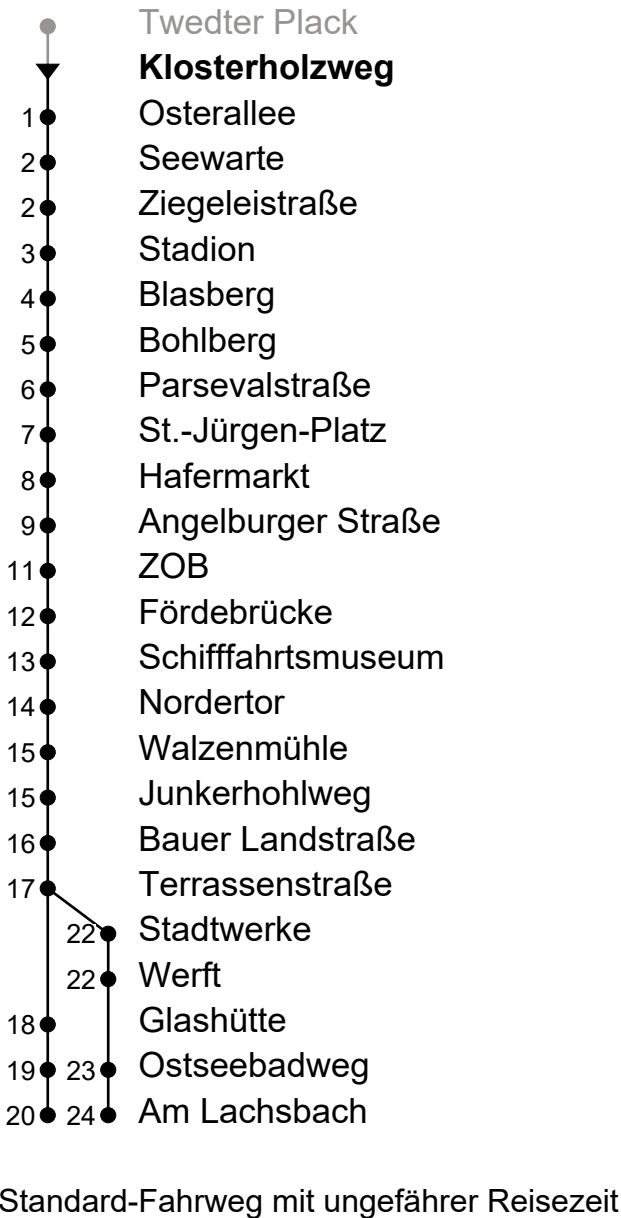 Twedter Plack
Klosterholzweg
1 Osterallee
2 Seewarte
2 Ziegeleistraße
3 Stadion
4 Blasberg
5 Bohlberg
6 Parsevalstraße
7 St.-Jürgen-Platz
8 Hafermarkt
9 Angelburger Straße
11 ZOB
12 Fördebrücke
13 Schifffahrtsmuseum
14 Nordertor
15 Walzenmühle
15 Junkerhohlweg
16 Bauer Landstraße
17 Terrassenstraße
22 Stadtwerke
22 Werft
18 Glashütte
19 23 Ostseebadweg
20 24 Am Lachsbach
Standard-Fahrweg mit ungefährer Reisezeit